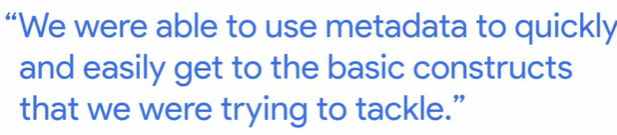 “We were able to use metadata to quickly
and easily get to the basic constructs
that we were trying to tackle.”